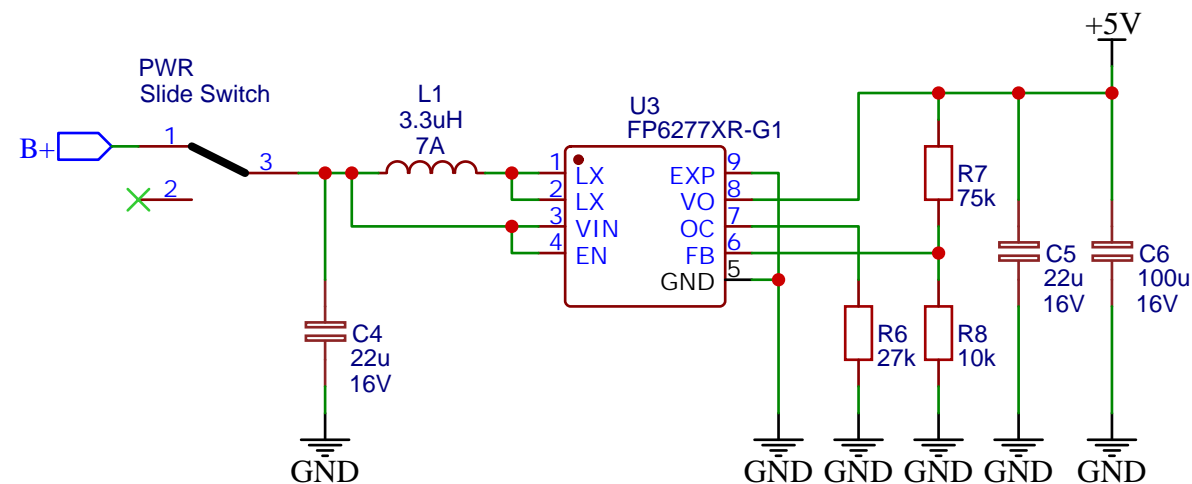 +5V
PWR
Slide Switch
B+
1
3
2
L1
3.3uH
7A
U3
FP6277XR-G1
1
LX
2
LX
3
VIN
4
EN
EXP
9
VO
8
OC
7
FB
6
GND
5
R7
75k
C4
22u
16V
R6
27k
R8
10k
C5
22u
16V
C6
100u
16V
GND
GND
GND
GND
GND
GND